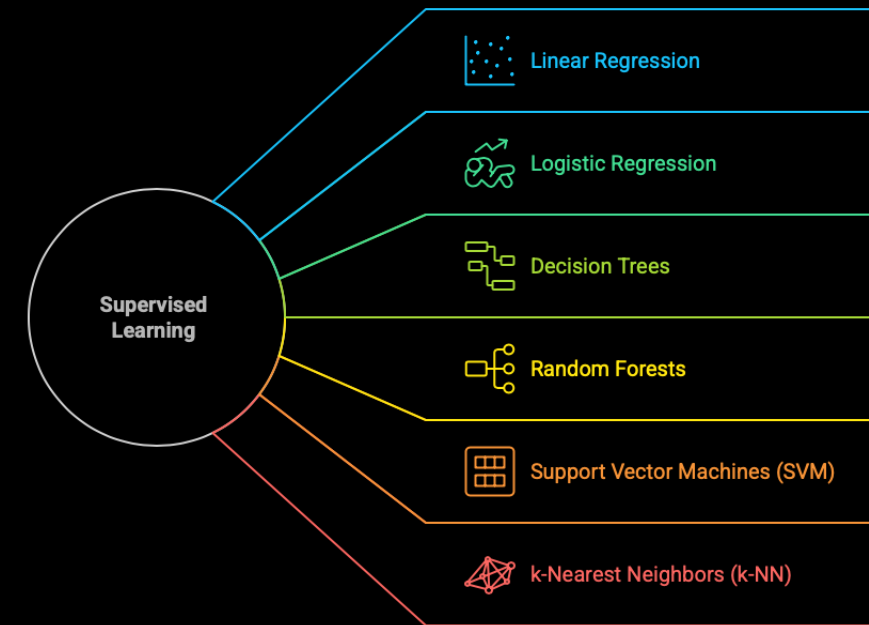 Supervised
Learning
Linear Regression
Logistic Regression
Decision Trees
Random Forests
Support Vector Machines (SVM)
k-Nearest Neighbors (k-NN)